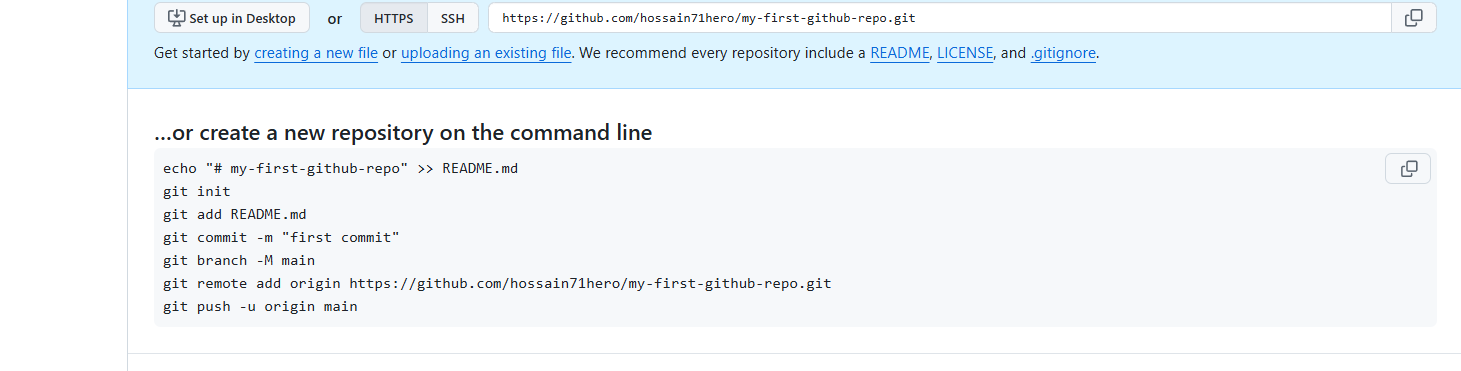 Set up in Desktop or HTTPS SSH https://github.com/hossain71hero/my-first-github-repo.git
Get started by creating a new file or uploading an existing file. We recommend every repository include a README, LICENSE, and .gitignore.
...or create a new repository on the command line
echo "# my-first-github-repo" >> README.md
git init
git add README.md
git commit -m "first commit"
git branch -M main
git remote add origin https://github.com/hossain71hero/my-first-github-repo.git
git push -u origin main